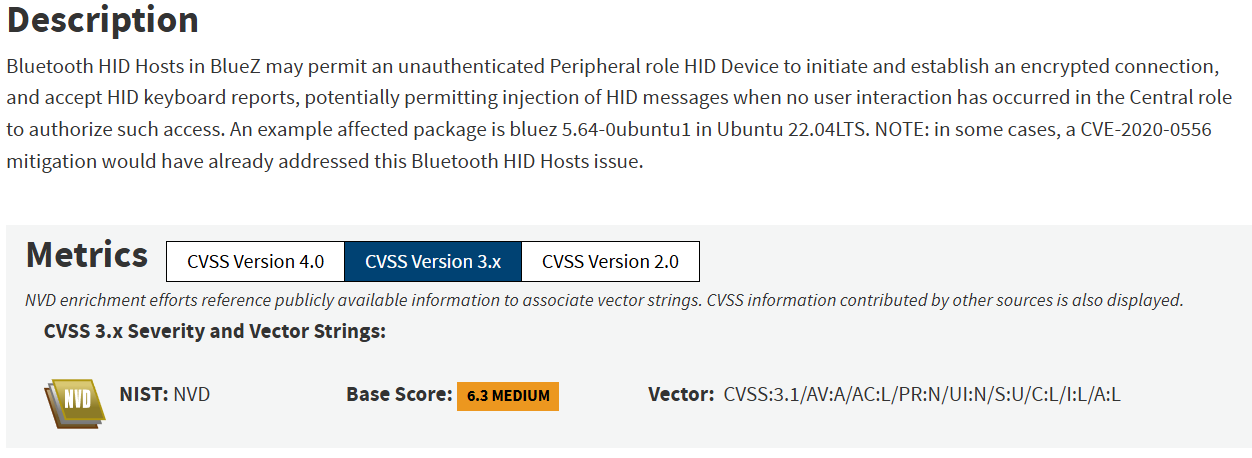 Description
Bluetooth HID Hosts in BlueZ may permit an unauthenticated Peripheral role HID Device to initiate and establish an encrypted connection,
and accept HID keyboard reports, potentially permitting injection of HID messages when no user interaction has occurred in the Central role
to authorize such access. An example affected package is bluez 5.64-0ubuntu1 in Ubuntu 22.04LTS. NOTE: in some cases, a CVE-2020-0556
mitigation would have already addressed this Bluetooth HID Hosts issue.
Metrics CVSS Version 4.0 CVSS Version 3.x CVSS Version 2.0
NVD enrichment efforts reference publicly available information to associate vector strings. CVSS information contributed by other sources is also displayed.
CVSS 3.x Severity and Vector Strings:
NVD NIST: NVD Base Score: 6.3 MEDIUM Vector: CVSS:3.1/AV:A/AC:L/PR:N/UI:N/S:U/C:L/I:L/A:L